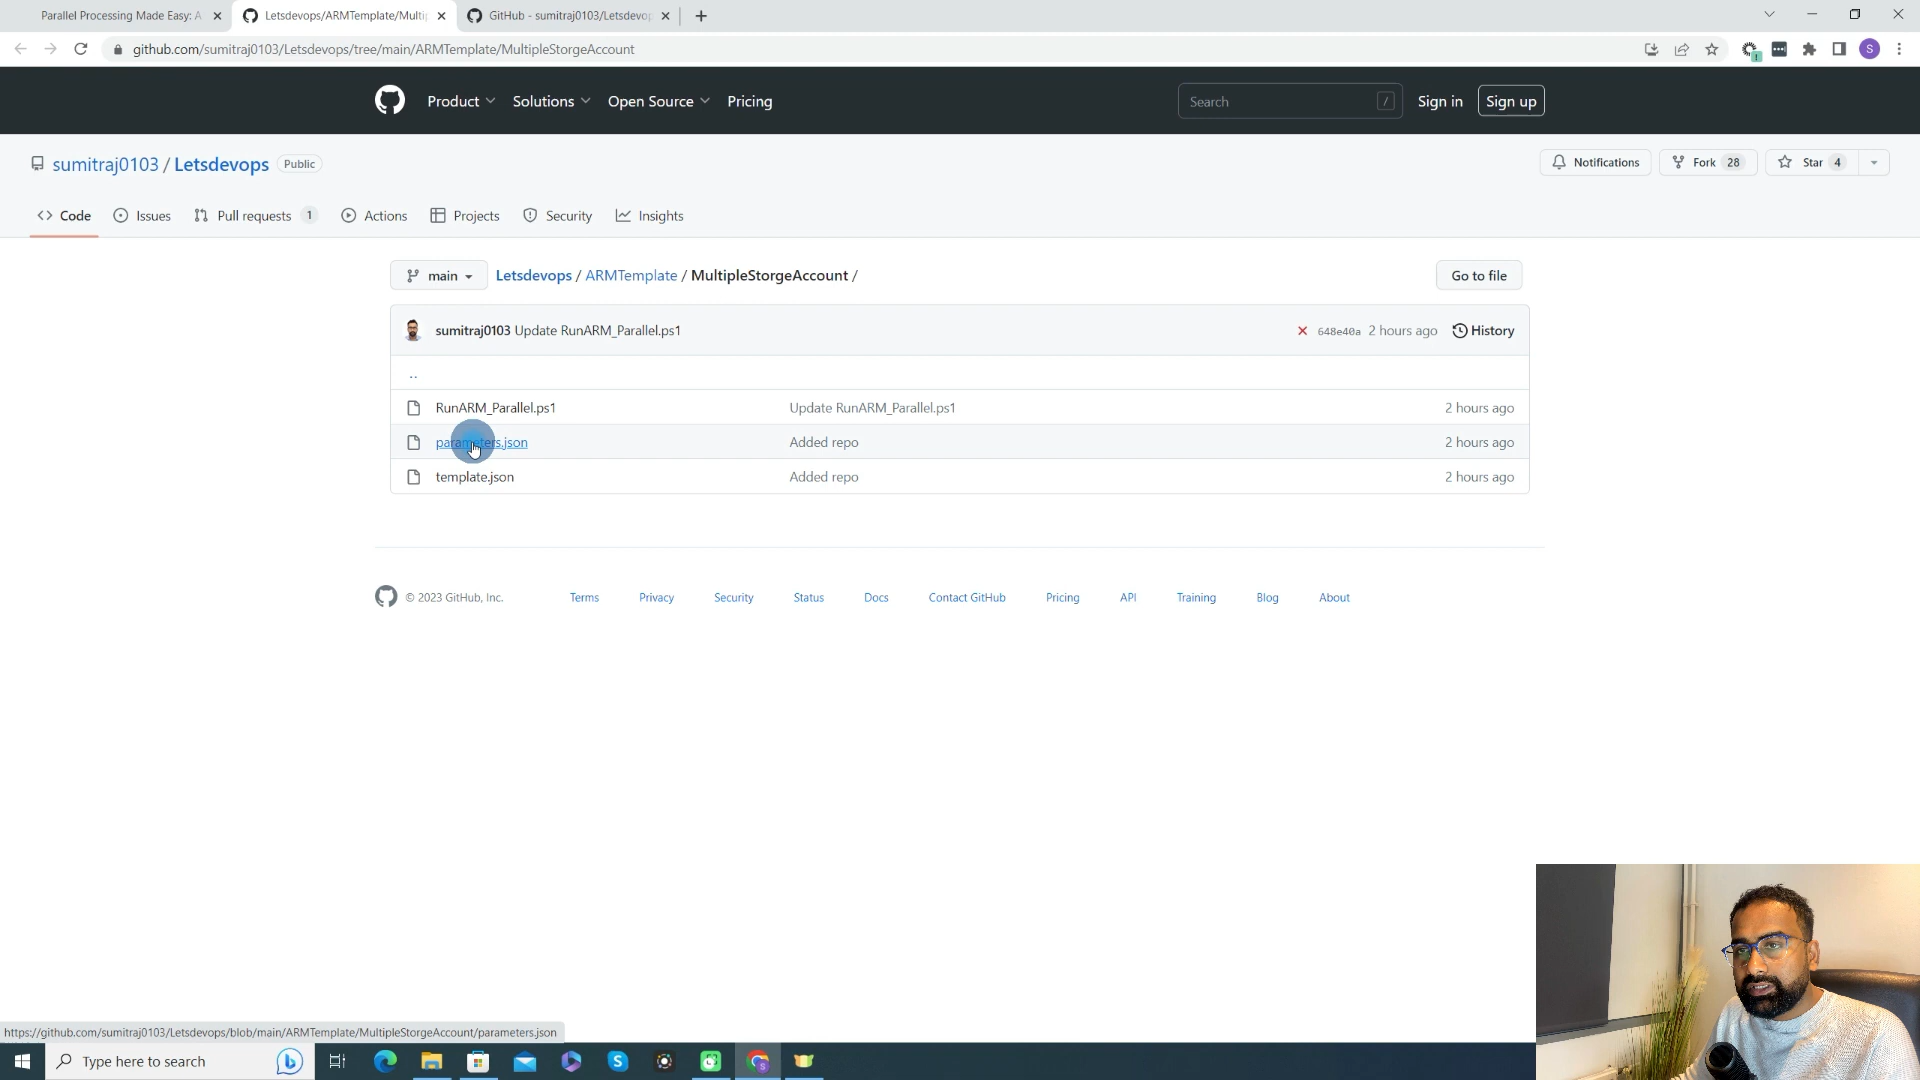 Parallel Processing Made Easy: A
Letsdevops/ARMTemplate/Multip
GitHub - sumitraj0103/Letsdevop
github.com/sumitraj0103/Letsdevops/tree/main/ARMTemplate/MultipleStorgeAccount
S
Product
Solutions
Open Source
Pricing
Search /
Sign in
Sign up
sumitraj0103 / Letsdevops Public
Notifications
Fork 28
Star 4
Code
Issues
Pull requests 1
Actions
Projects
Security
Insights
main
Letsdevops / ARMTemplate / MultipleStorgeAccount /
Go to file
sumitraj0103 Update RunARM_Parallel.ps1
648e40a 2 hours ago
History
..
RunARM_Parallel.ps1 Update RunARM_Parallel.ps1 2 hours ago
parameters.json Added repo 2 hours ago
template.json Added repo 2 hours ago
© 2023 GitHub, Inc.
Terms
Privacy
Security
Status
Docs
Contact GitHub
Pricing
API
Training
Blog
About
https://github.com/sumitraj0103/Letsdevops/blob/main/ARMTemplate/MultipleStorgeAccount/parameters.json
Type here to search